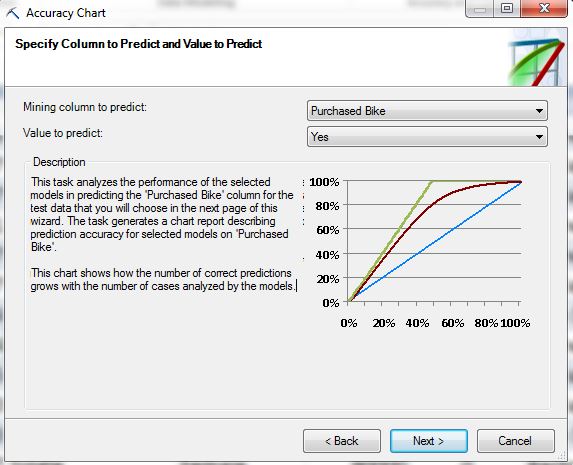 Accuracy Chart
Specify Column to Predict and Value to Predict
Mining column to predict:
Purchased Bike
Value to predict:
Yes
Description
This task analyzes the performance of the selected
models in predicting the 'Purchased Bike' column for the
test data that you will choose in the next page of this
wizard. The task generates a chart report describing
prediction accuracy for selected models on 'Purchased
Bike'.
This chart shows how the number of correct predictions
grows with the number of cases analyzed by the models.
100%
80%
60%
40%
20%
0%
0% 20% 40% 60% 80% 100%
< Back Next > Cancel